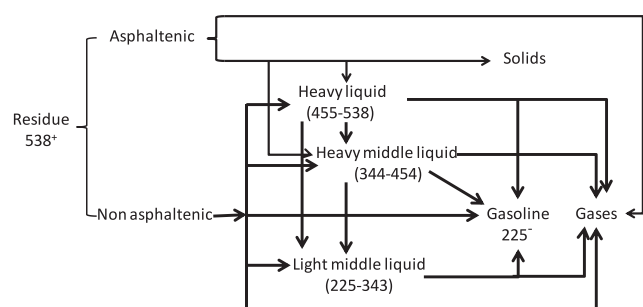 Asphaltenic
Solids
Heavy liquid
(455-538)
Residue
538⁺
Heavy middle liquid
(344-454)
Non asphaltenic
Gasoline
225⁻
Gases
Light middle liquid
(225-343)